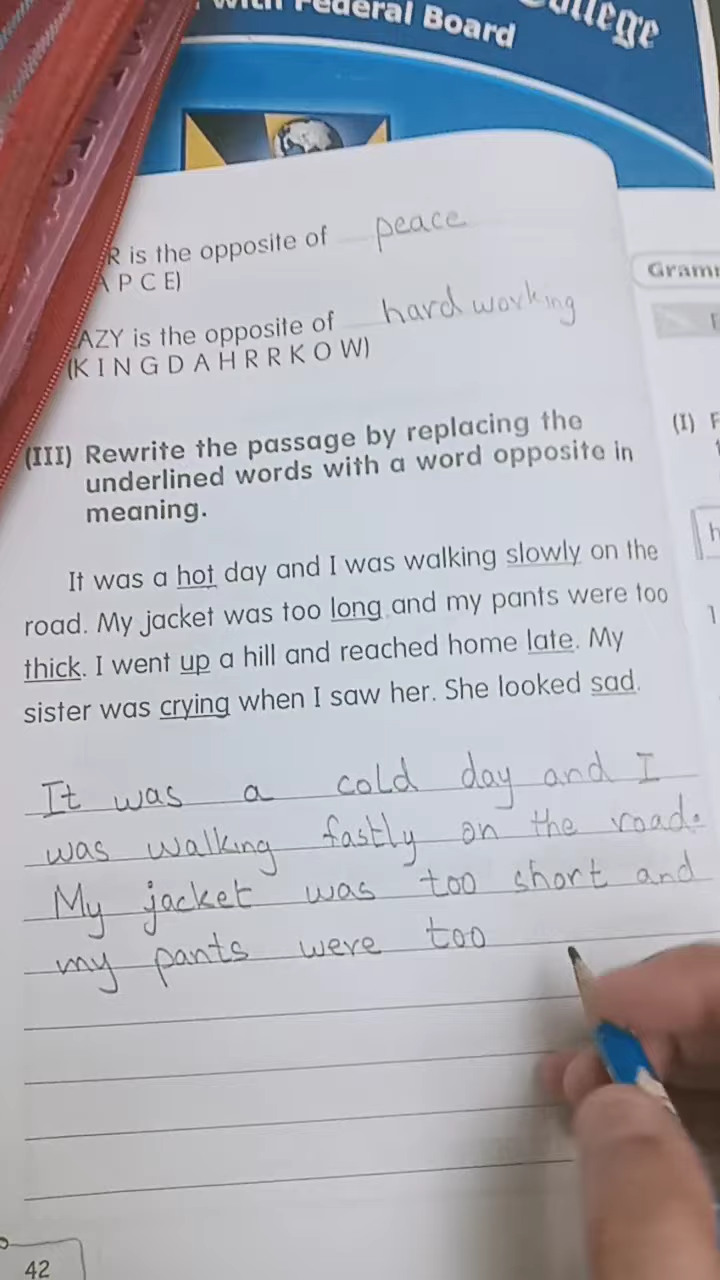 with Federal Board
College
R is the opposite of peace
A P C E)
AZY is the opposite of hard working
(K I N G D A H R R K O W)
(III) Rewrite the passage by replacing the
underlined words with a word opposite in
meaning.
It was a hot day and I was walking slowly on the
road. My jacket was too long and my pants were too
thick. I went up a hill and reached home late. My
sister was crying when I saw her. She looked sad.
It was a cold day and I
was walking fastly on the road.
My jacket was too short and
my pants were too
42
Gram
(I) F